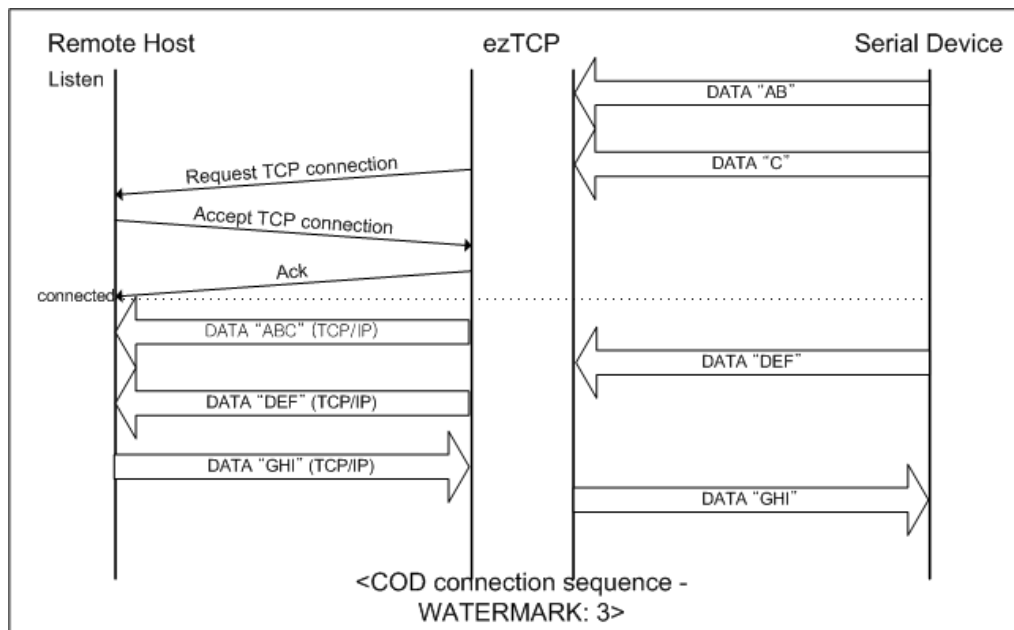 Remote Host
ezTCP
Serial Device
Listen
DATA “AB”
DATA “C”
Request TCP connection
Accept TCP connection
Ack
connected
DATA “ABC” (TCP/IP)
DATA “DEF”
DATA “DEF” (TCP/IP)
DATA “GHI” (TCP/IP)
DATA “GHI”
<COD connection sequence -
WATERMARK: 3>